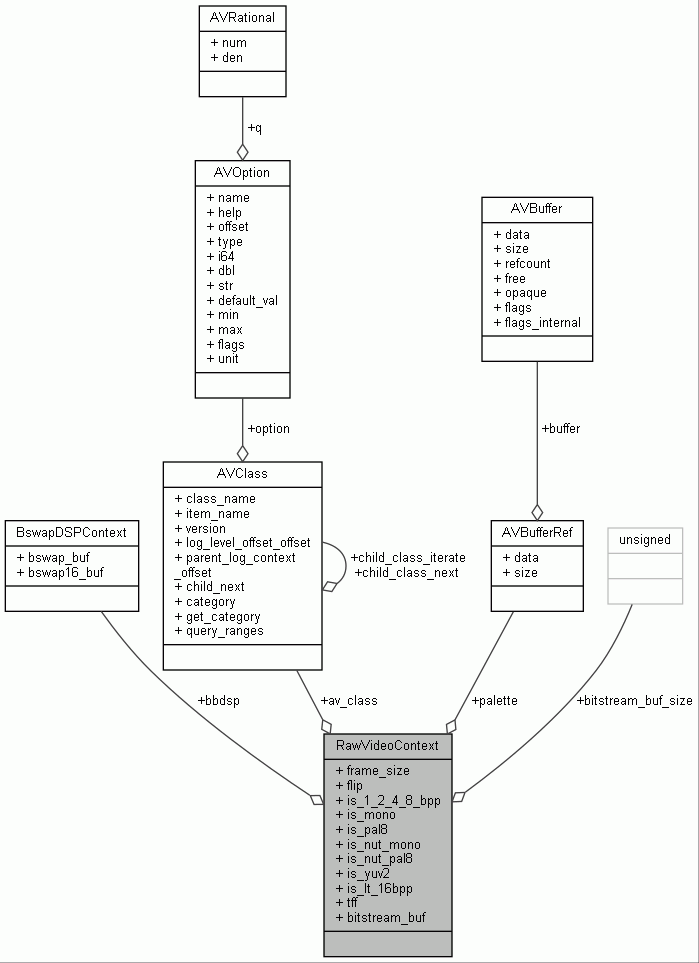 AVRational
+ num
+ den
+q
AVOption
+ name
+ help
+ offset
+ type
+ i64
+ dbl
+ str
+ default_val
+ min
+ max
+ flags
+ unit
AVBuffer
+ data
+ size
+ refcount
+ free
+ opaque
+ flags
+ flags_internal
+option
+buffer
AVClass
+ class_name
+ item_name
+ version
+ log_level_offset_offset
+ parent_log_context
_offset
+ child_next
+ category
+ get_category
+ query_ranges
+child_class_iterate
+child_class_next
BswapDSPContext
+ bswap_buf
+ bswap16_buf
AVBufferRef
+ data
+ size
unsigned
+bbdsp
+av_class
+palette
+bitstream_buf_size
RawVideoContext
+ frame_size
+ flip
+ is_1_2_4_8_bpp
+ is_mono
+ is_pal8
+ is_nut_mono
+ is_nut_pal8
+ is_yuv2
+ is_lt_16bpp
+ tff
+ bitstream_buf